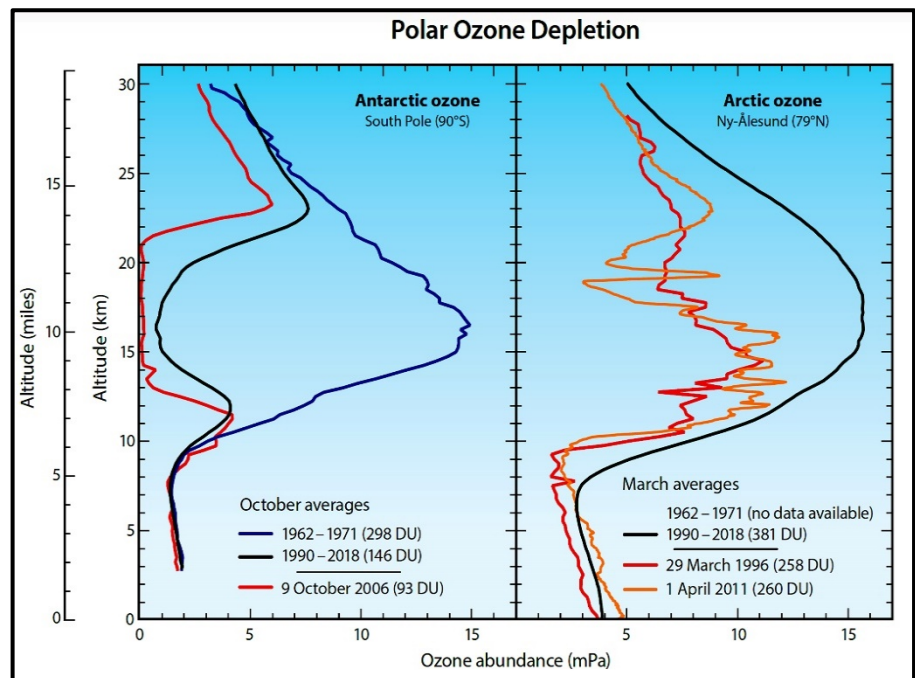 Polar Ozone Depletion
Altitude (miles)
15
10
5
0
Altitude (km)
30
25
20
15
10
5
0
Antarctic ozone
South Pole (90°S)
October averages
1962–1971 (298 DU)
1990–2018 (146 DU)
9 October 2006 (93 DU)
0
5
10
15
Arctic ozone
Ny-Ålesund (79°N)
March averages
1962–1971 (no data available)
1990–2018 (381 DU)
29 March 1996 (258 DU)
1 April 2011 (260 DU)
5
10
15
Ozone abundance (mPa)